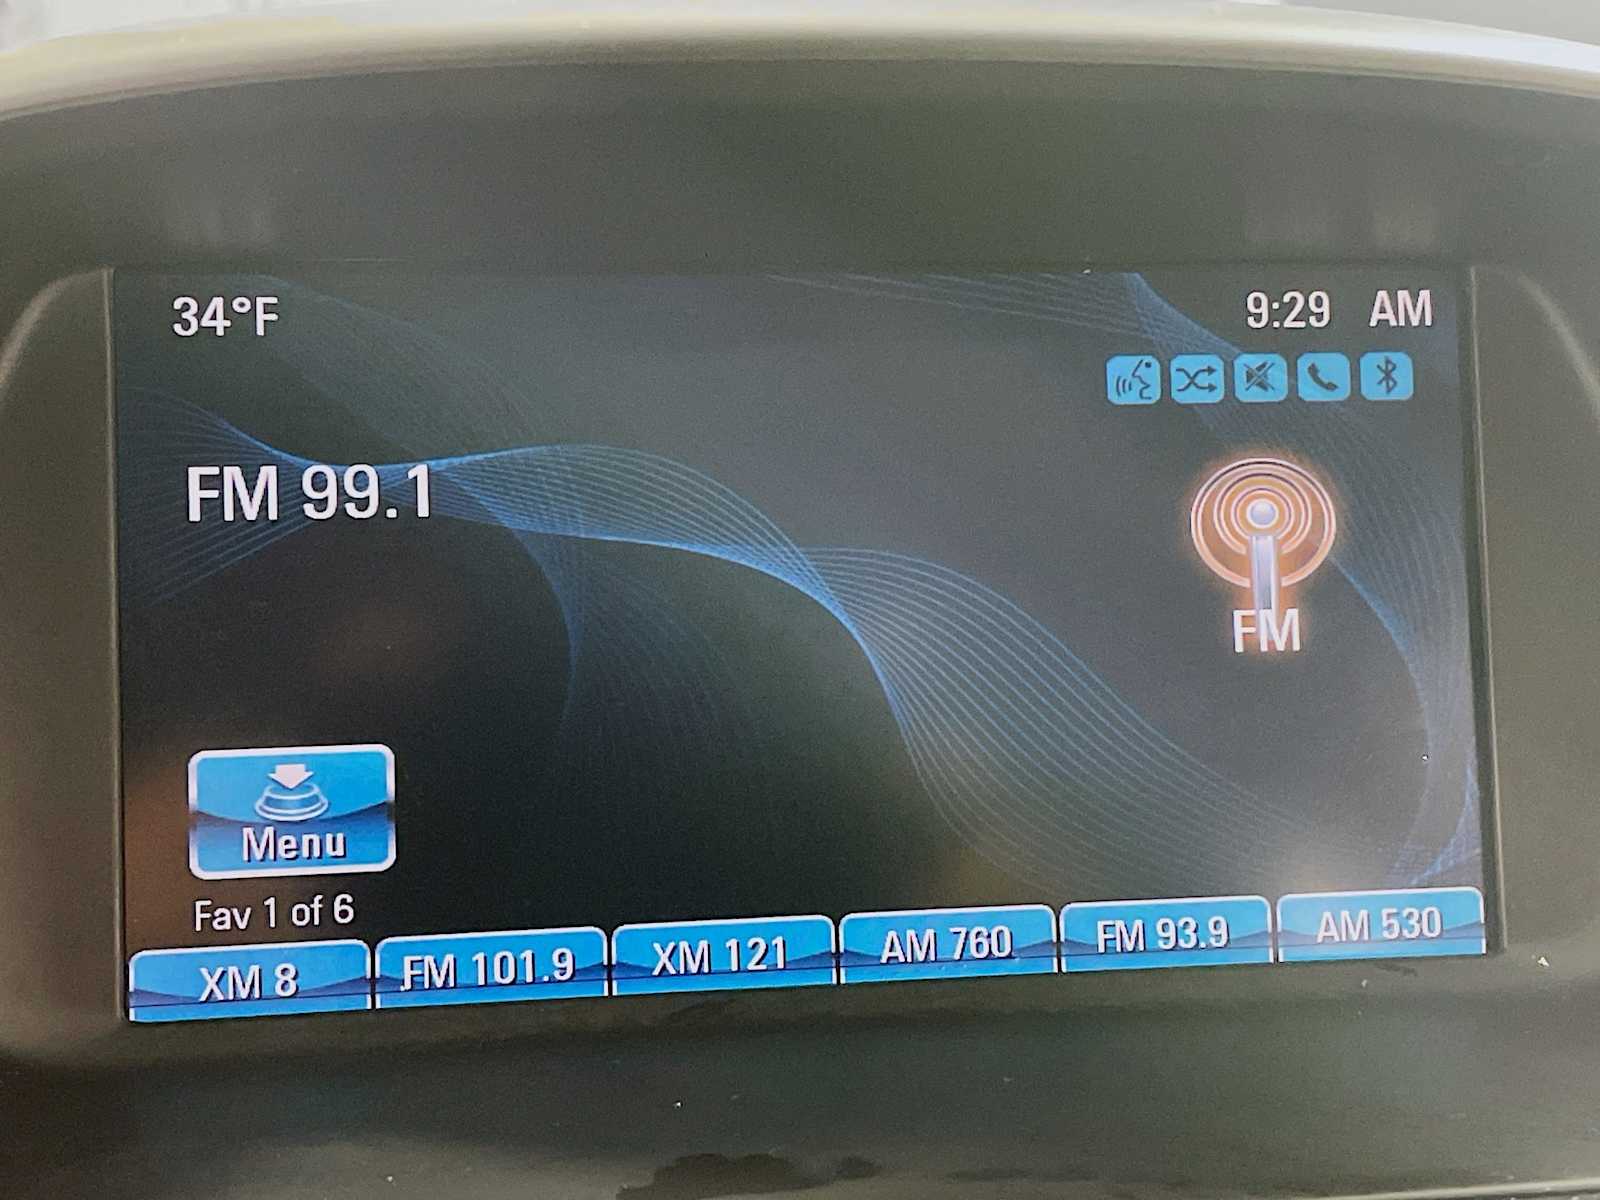 34°F
9:29 AM
FM 99.1
FM
Menu
Fav 1 of 6
XM 8 FM 101.9 XM 121 AM 760 FM 93.9 AM 530